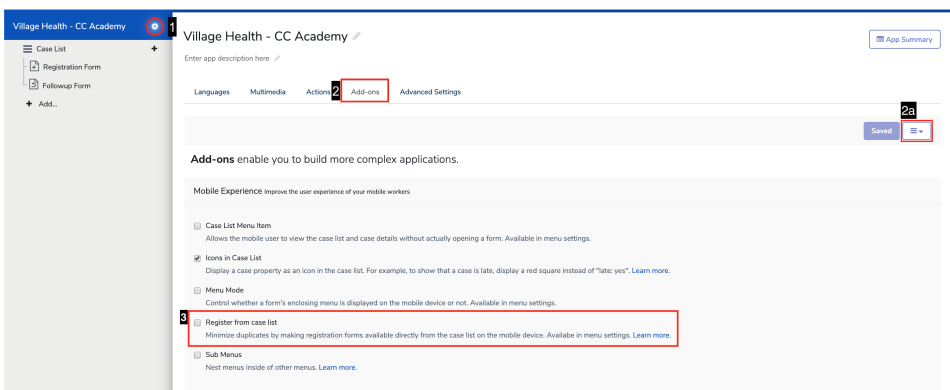 Village Health - CC Academy
1
Case List
Registration Form
Followup Form
Add...
Village Health - CC Academy
App Summary
Enter app description here
Languages Multimedia Actions 2 Add-ons Advanced Settings
2a
Saved
Add-ons enable you to build more complex applications.
Mobile Experience Improve the user experience of your mobile workers
Case List Menu Item
Allows the mobile user to view the case list and case details without actually opening a form. Available in menu settings.
Icons in Case List
Display a case property as an icon in the case list. For example, to show that a case is late, display a red square instead of "late: yes". Learn more.
Menu Mode
Control whether a form's enclosing menu is displayed on the mobile device or not. Available in menu settings.
3
Register from case list
Minimize duplicates by making registration forms available directly from the case list on the mobile device. Availabe in menu settings. Learn more.
Sub Menus
Nest menus inside of other menus. Learn more.